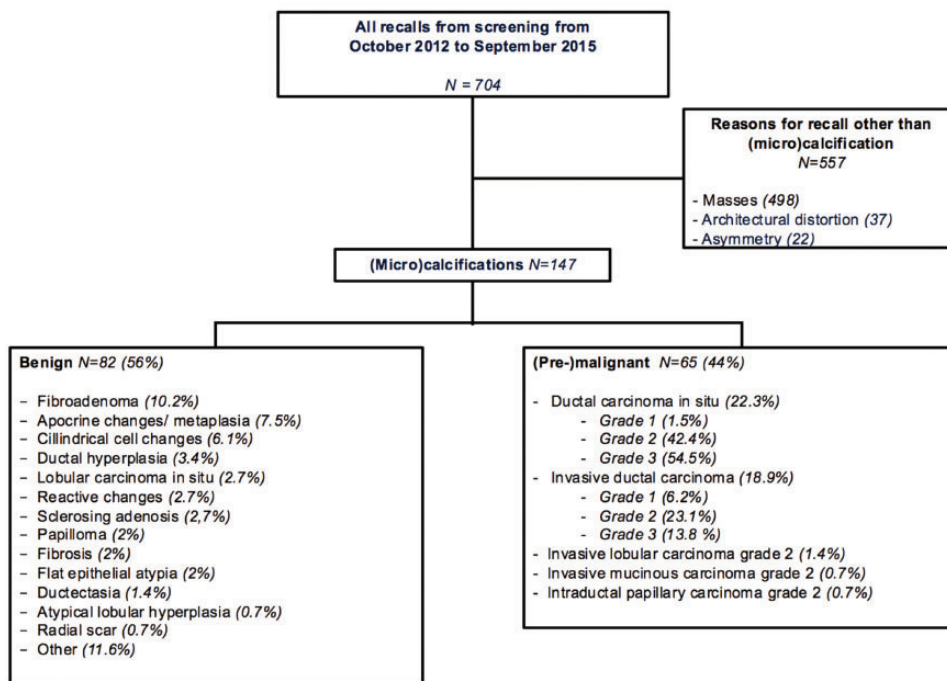 All recalls from screening from
October 2012 to September 2015
N = 704
Reasons for recall other than
(micro)calcification
N=557
- Masses (498)
- Architectural distortion (37)
- Asymmetry (22)
(Micro)calcifications N=147
Benign N=82 (56%)
– Fibroadenoma (10.2%)
– Apocrine changes/ metaplasia (7.5%)
– Cillindrical cell changes (6.1%)
– Ductal hyperplasia (3.4%)
– Lobular carcinoma in situ (2.7%)
– Reactive changes (2.7%)
– Sclerosing adenosis (2,7%)
– Papilloma (2%)
– Fibrosis (2%)
– Flat epithelial atypia (2%)
– Ductectasia (1.4%)
– Atypical lobular hyperplasia (0.7%)
– Radial scar (0.7%)
– Other (11.6%)
(Pre-)malignant N=65 (44%)
- Ductal carcinoma in situ (22.3%)
- Grade 1 (1.5%)
- Grade 2 (42.4%)
- Grade 3 (54.5%)
- Invasive ductal carcinoma (18.9%)
- Grade 1 (6.2%)
- Grade 2 (23.1%)
- Grade 3 (13.8 %)
- Invasive lobular carcinoma grade 2 (1.4%)
- Invasive mucinous carcinoma grade 2 (0.7%)
- Intraductal papillary carcinoma grade 2 (0.7%)